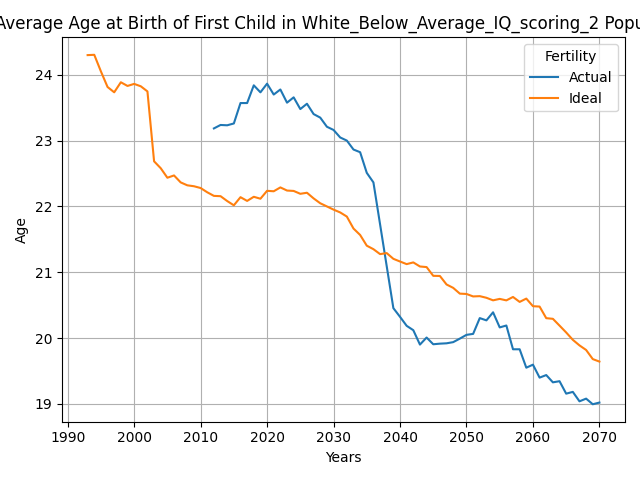 Average Age at Birth of First Child in White_Below_Average_IQ_scoring_2 Popu
Fertility
Actual
Ideal
24
23
22
21
20
19
Age
1990
2000
2010
2020
2030
2040
2050
2060
2070
Years